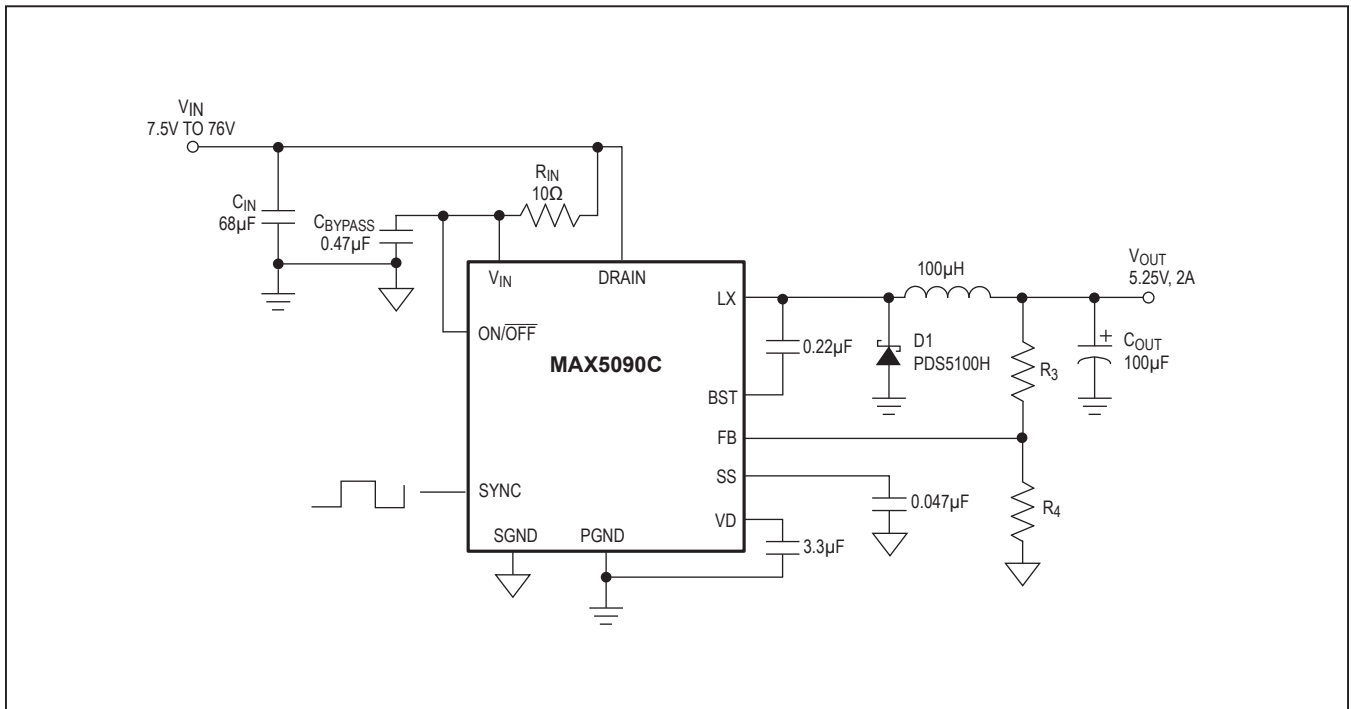 VIN
7.5V TO 76V
CIN
68µF
CBYPASS
0.47µF
RIN
10Ω
VIN
DRAIN
ON/OFF
MAX5090C
SYNC
SGND
PGND
LX
BST
FB
SS
VD
0.22µF
100µH
D1
PDS5100H
R3
R4
VOUT
5.25V, 2A
+
COUT
100µF
0.047µF
3.3µF